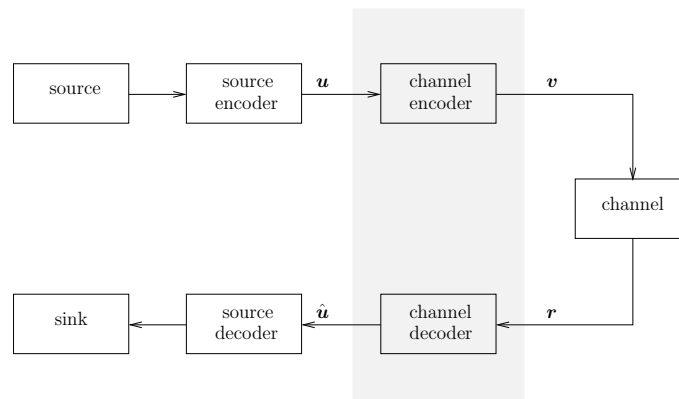 source
source
encoder
u
channel
encoder
v
channel
sink
source
decoder
û
channel
decoder
r